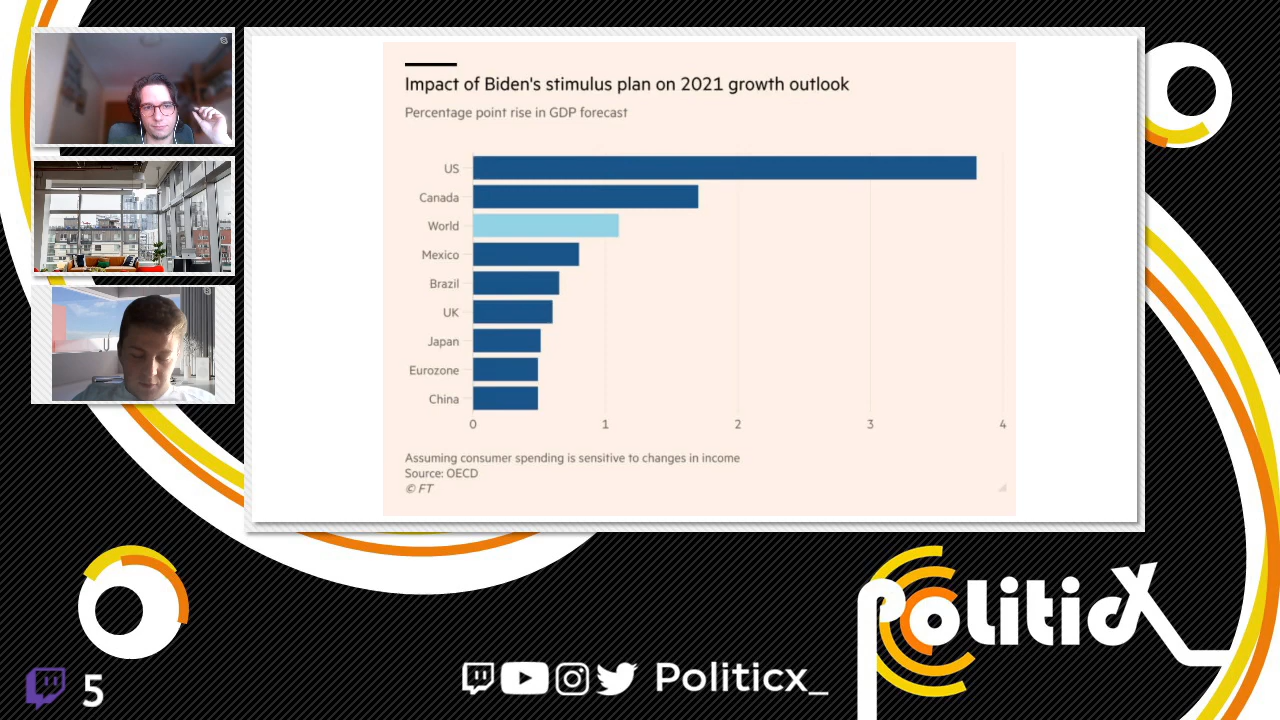 Impact of Biden's stimulus plan on 2021 growth outlook
Percentage point rise in GDP forecast
US
Canada
World
Mexico
Brazil
UK
Japan
Eurozone
China
0 1 2 3 4
Assuming consumer spending is sensitive to changes in income
Source: OECD
© FT
PoliticX
5
Politicx_